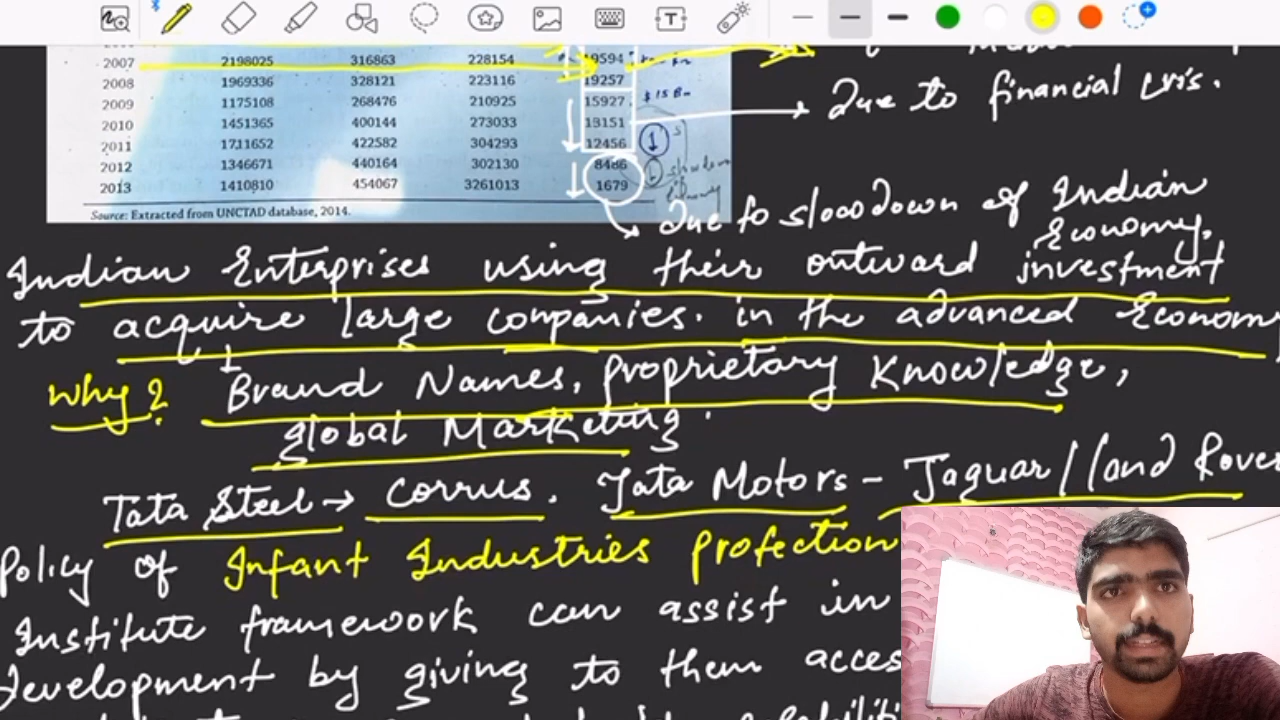 2007 2198025 316863 228154 19594
2008 1969336 328121 223116 19257
2009 1175108 268476 210925 15927 $ 15 Bn
2010 1451365 400144 273033 13151
2011 1711652 422582 304293 12456
2012 1346671 440164 302130 8486 slowdown
2013 1410810 454067 3261013 1679 Economy
Source: Extracted from UNCTAD database, 2014.
Due to financial cris.
Due to slowdown of Indian
Economy.
Indian Enterprises using their outward investment
to acquire large companies. in the advanced Econom
Why? Brand Names, proprietary Knowledge,
global Marketing.
Tata Steel → Corrus. Tata Motors - Jaguar/land Rover
Policy of Infant Industries profection
Institute framework can assist in
Development by giving to them acces